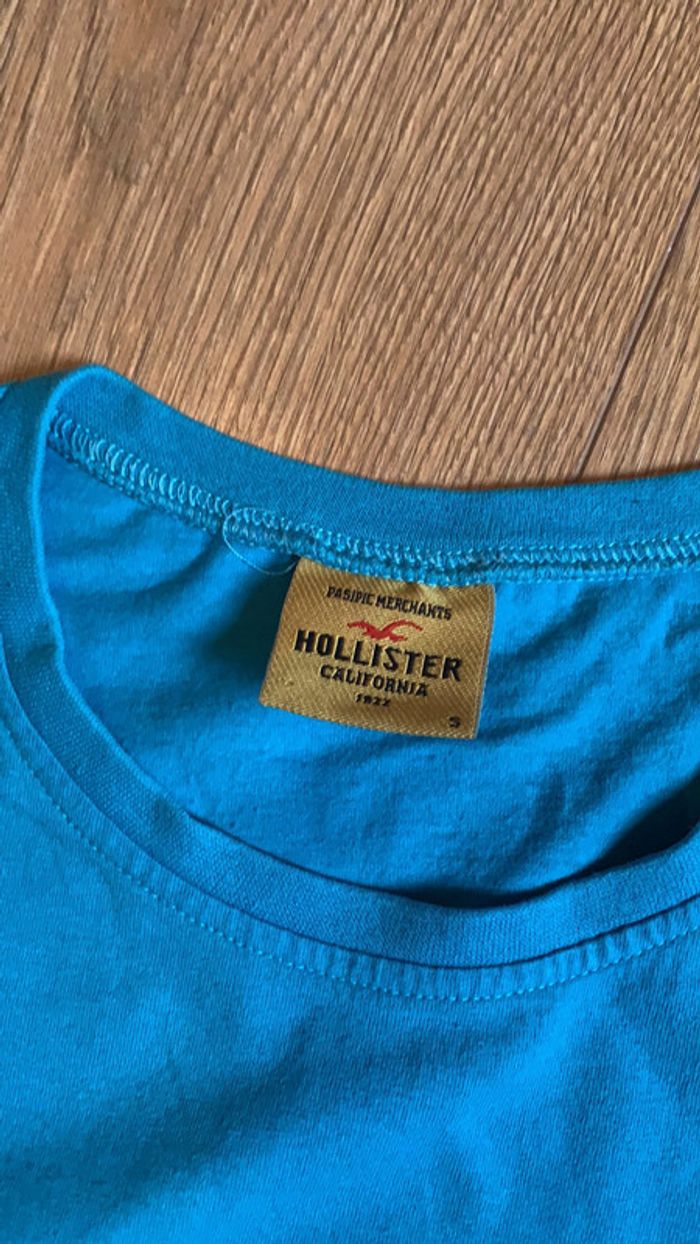 PASIPIC MERCHANTS
HOLLISTER
CALIFORNIA
1922
S